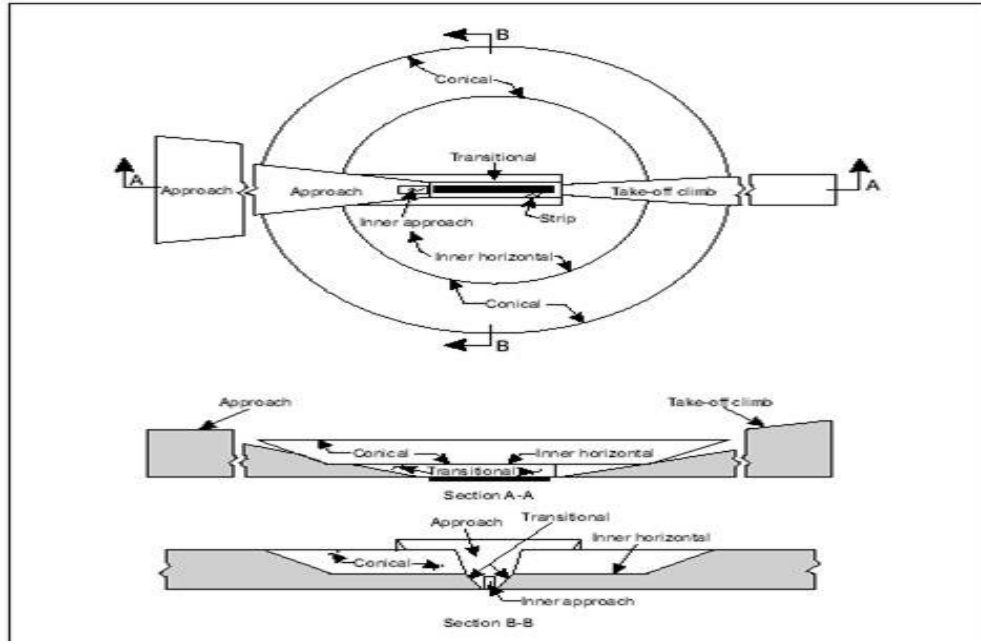 B
Conical
Transitional
A
Approach
Approach
Take-off climb
A
Inner approach
Strip
Inner horizontal
Conical
B
Approach
Take-off climb
Conical
Inner horizontal
Transitional
Section A-A
Transitional
Approach
Inner horizontal
Conical
Inner approach
Section B-B